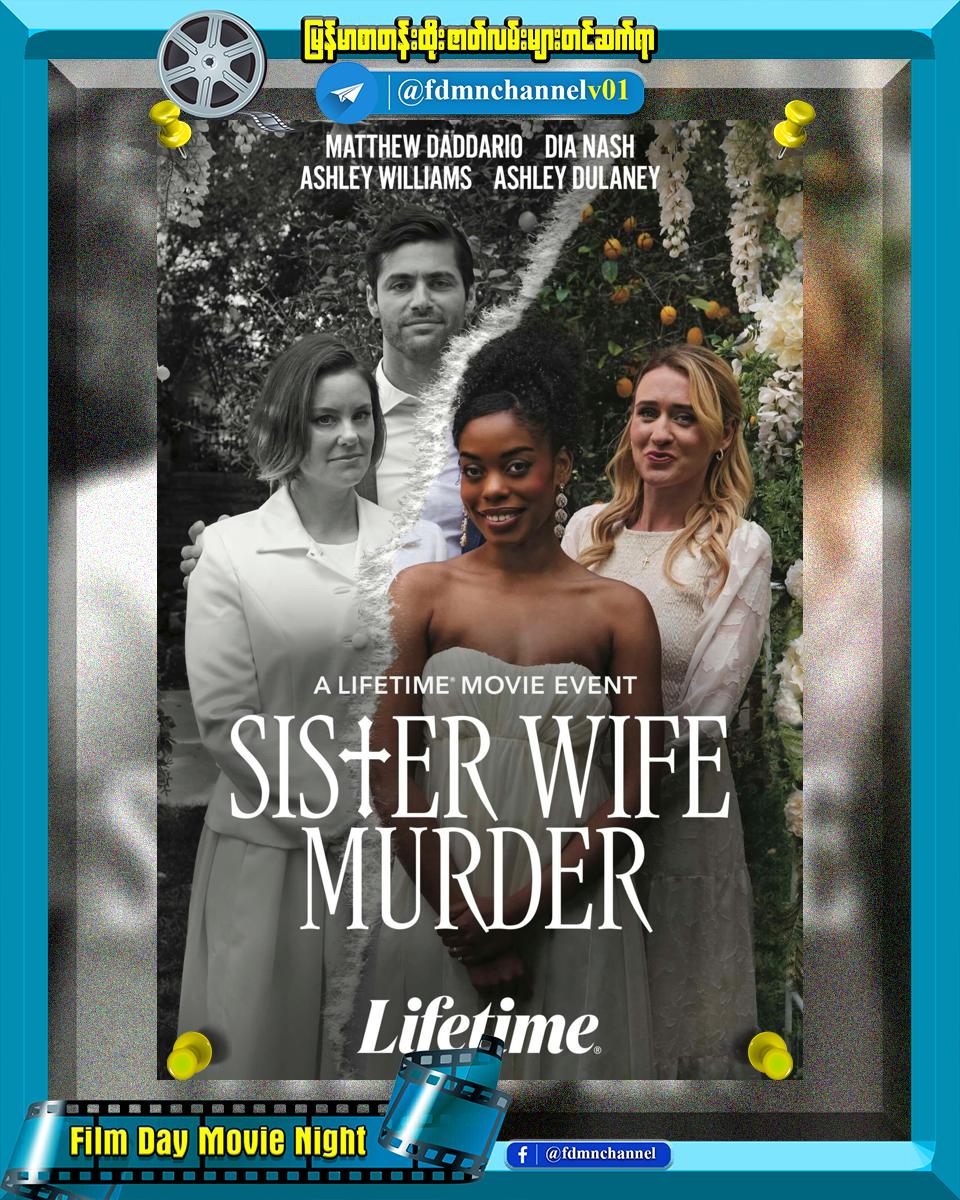 မြန်မာစာတန်းထိုးဇာတ်လမ်းများတင်ဆက်ရာ
@fdmnchannelv01
MATTHEW DADDARIO DIA NASH
ASHLEY WILLIAMS ASHLEY DULANEY
A LIFETIME® MOVIE EVENT
SISTER WIFE
MURDER
Lifetime®
Film Day Movie Night
@fdmnchannel